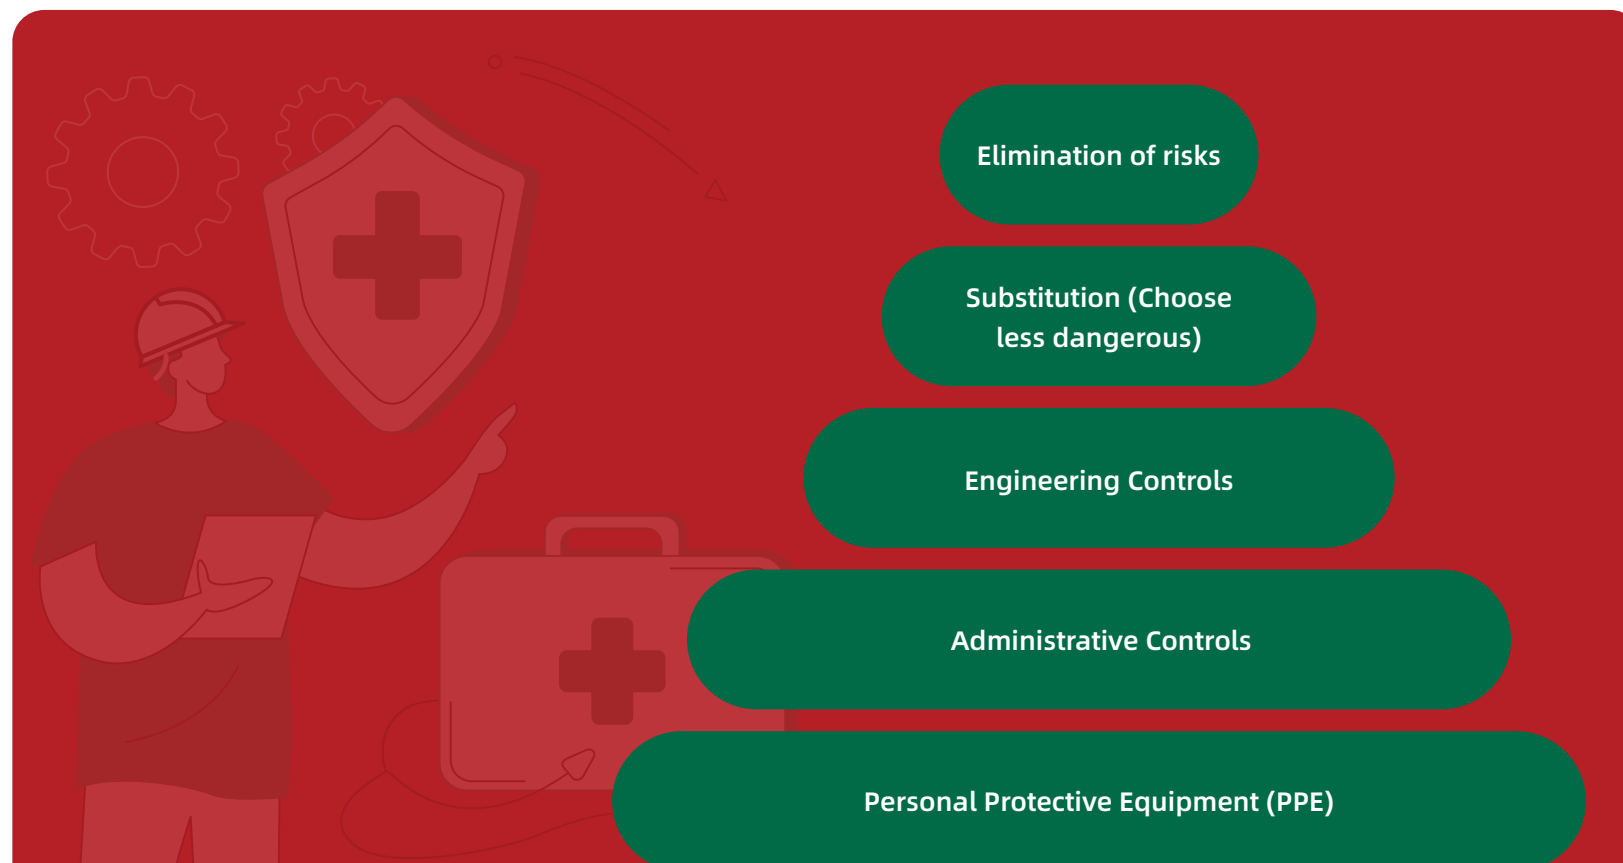 Elimination of risks
Substitution (Choose
less dangerous)
Engineering Controls
Administrative Controls
Personal Protective Equipment (PPE)